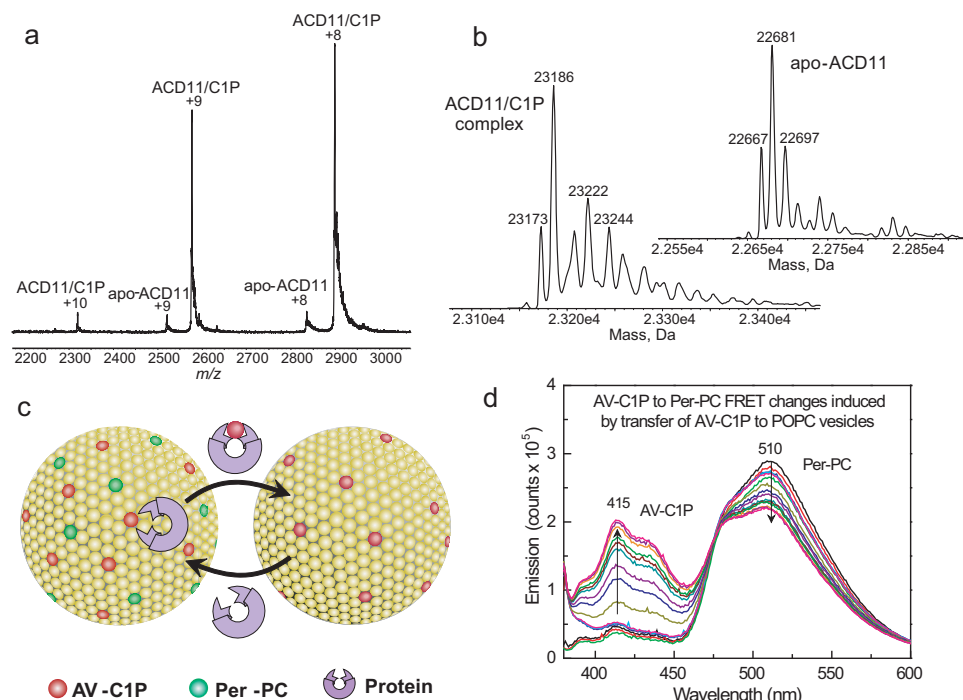 a
ACD11/C1P
+8
ACD11/C1P
+9
ACD11/C1P
+10
apo-ACD11
+9
apo-ACD11
+8
2200 2300 2400 2500 2600 2700 2800 2900 3000
m/z
b
22681
apo-ACD11
23186
ACD11/C1P
complex
22667
22697
23222
23173
23244
2.255e4 2.265e4 2.275e4 2.285e4
Mass, Da
2.310e4 2.320e4 2.330e4 2.340e4
Mass, Da
c
AV-C1P
Per-PC
Protein
d
AV-C1P to Per-PC FRET changes induced
by transfer of AV-C1P to POPC vesicles
510
Per-PC
415
AV-C1P
4
3
2
1
0
Emission (counts x 10⁵)
400 450 500 550 600
Wavelength (nm)